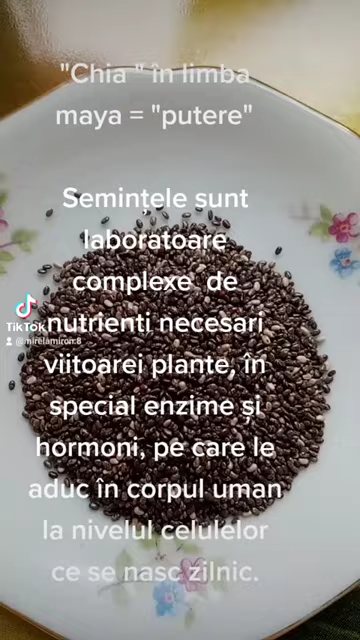 "Chia " în limba
maya = "putere"
Semințele sunt
laboratoare
complexe de
nutrienti necesari
viitoarei plante, în
special enzime și
hormoni, pe care le
aduc în corpul uman
la nivelul celulelor
ce se nasc zilnic.
TikTok
@mirelamiron:8